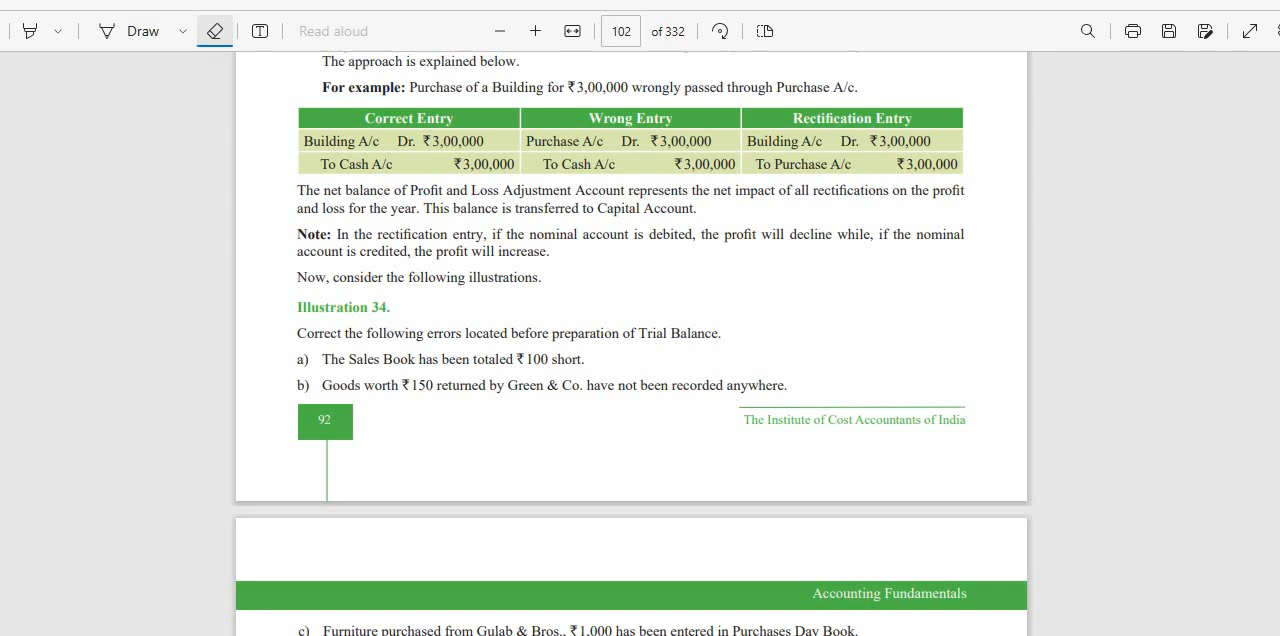 Draw
Read aloud
102
of 332
The approach is explained below.
For example: Purchase of a Building for ₹3,00,000 wrongly passed through Purchase A/c.
Correct Entry Wrong Entry Rectification Entry
Building A/c Dr. ₹3,00,000 Purchase A/c Dr. ₹3,00,000 Building A/c Dr. ₹3,00,000
To Cash A/c ₹3,00,000 To Cash A/c ₹3,00,000 To Purchase A/c ₹3,00,000
The net balance of Profit and Loss Adjustment Account represents the net impact of all rectifications on the profit
and loss for the year. This balance is transferred to Capital Account.
Note: In the rectification entry, if the nominal account is debited, the profit will decline while, if the nominal
account is credited, the profit will increase.
Now, consider the following illustrations.
Illustration 34.
Correct the following errors located before preparation of Trial Balance.
a) The Sales Book has been totaled ₹100 short.
b) Goods worth ₹150 returned by Green & Co. have not been recorded anywhere.
92
The Institute of Cost Accountants of India
Accounting Fundamentals
c) Furniture purchased from Gulab & Bros., ₹1,000 has been entered in Purchases Day Book.